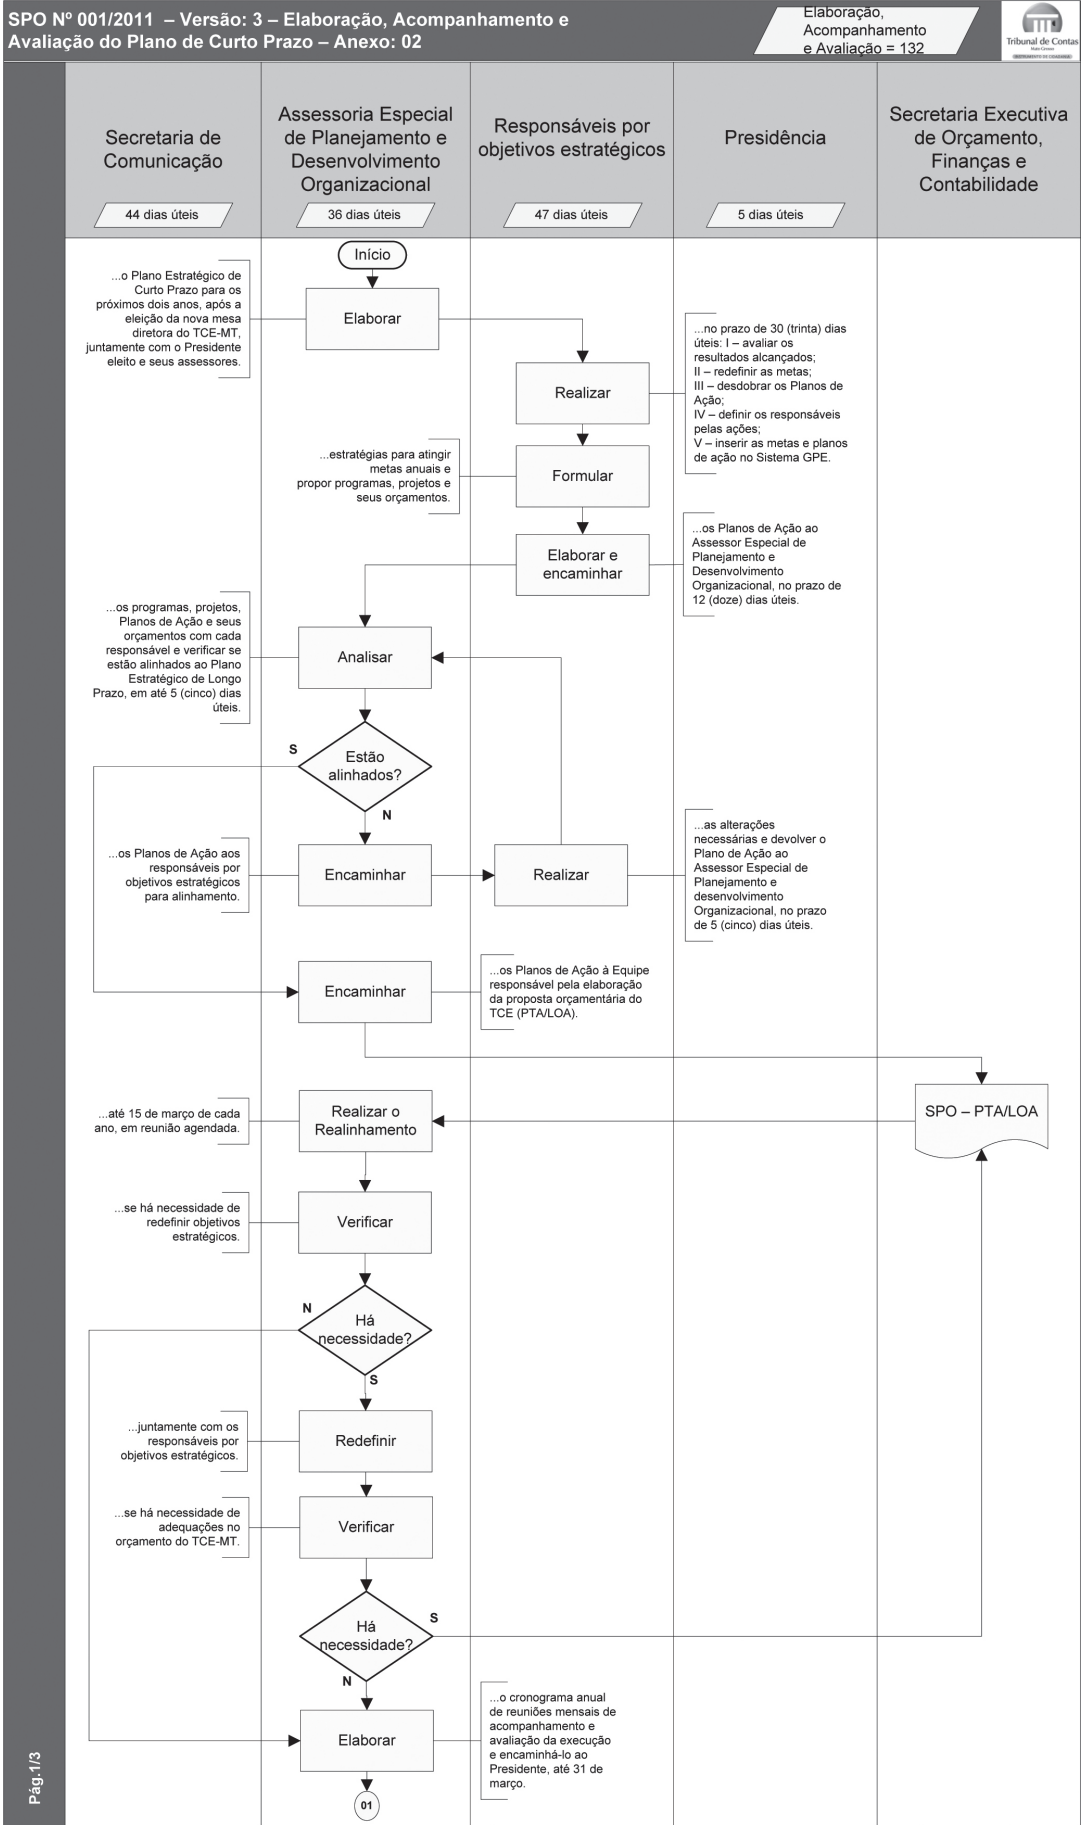 SPO Nº 001/2011 – Versão: 3 – Elaboração, Acompanhamento e
Avaliação do Plano de Curto Prazo – Anexo: 02
Elaboração,
Acompanhamento
e Avaliação = 132
Tribunal de Contas
Mato Grosso
INSTRUMENTO DE CIDADANIA
Secretaria de
Comunicação
44 dias úteis
Assessoria Especial
de Planejamento e
Desenvolvimento
Organizacional
36 dias úteis
Responsáveis por
objetivos estratégicos
47 dias úteis
Presidência
5 dias úteis
Secretaria Executiva
de Orçamento,
Finanças e
Contabilidade
Início
...o Plano Estratégico de
Curto Prazo para os
próximos dois anos, após a
eleição da nova mesa
diretora do TCE-MT,
juntamente com o Presidente
eleito e seus assessores.
Elaborar
Realizar
...no prazo de 30 (trinta) dias
úteis: I – avaliar os
resultados alcançados;
II – redefinir as metas;
III – desdobrar os Planos de
Ação;
IV – definir os responsáveis
pelas ações;
V – inserir as metas e planos
de ação no Sistema GPE.
...estratégias para atingir
metas anuais e
propor programas, projetos e
seus orçamentos.
Formular
Elaborar e
encaminhar
...os Planos de Ação ao
Assessor Especial de
Planejamento e
Desenvolvimento
Organizacional, no prazo de
12 (doze) dias úteis.
...os programas, projetos,
Planos de Ação e seus
orçamentos com cada
responsável e verificar se
estão alinhados ao Plano
Estratégico de Longo
Prazo, em até 5 (cinco) dias
úteis.
Analisar
S
Estão
alinhados?
N
...os Planos de Ação aos
responsáveis por
objetivos estratégicos
para alinhamento.
Encaminhar
Realizar
...as alterações
necessárias e devolver o
Plano de Ação ao
Assessor Especial de
Planejamento e
desenvolvimento
Organizacional, no prazo
de 5 (cinco) dias úteis.
Encaminhar
...os Planos de Ação à Equipe
responsável pela elaboração
da proposta orçamentária do
TCE (PTA/LOA).
SPO – PTA/LOA
...até 15 de março de cada
ano, em reunião agendada.
Realizar o
Realinhamento
...se há necessidade de
redefinir objetivos
estratégicos.
Verificar
N
Há
necessidade?
S
...juntamente com os
responsáveis por
objetivos estratégicos.
Redefinir
...se há necessidade de
adequações no
orçamento do TCE-MT.
Verificar
Há
necessidade?
S
N
Elaborar
...o cronograma anual
de reuniões mensais de
acompanhamento e
avaliação da execução
e encaminhá-lo ao
Presidente, até 31 de
março.
01
Pág.1/3